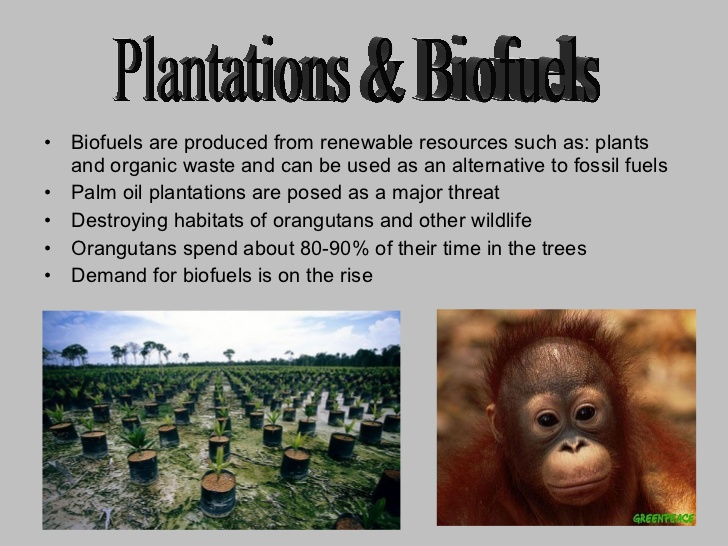 Plantations & Biofuels
• Biofuels are produced from renewable resources such as: plants
and organic waste and can be used as an alternative to fossil fuels
• Palm oil plantations are posed as a major threat
• Destroying habitats of orangutans and other wildlife
• Orangutans spend about 80-90% of their time in the trees
• Demand for biofuels is on the rise
GREENPEACE